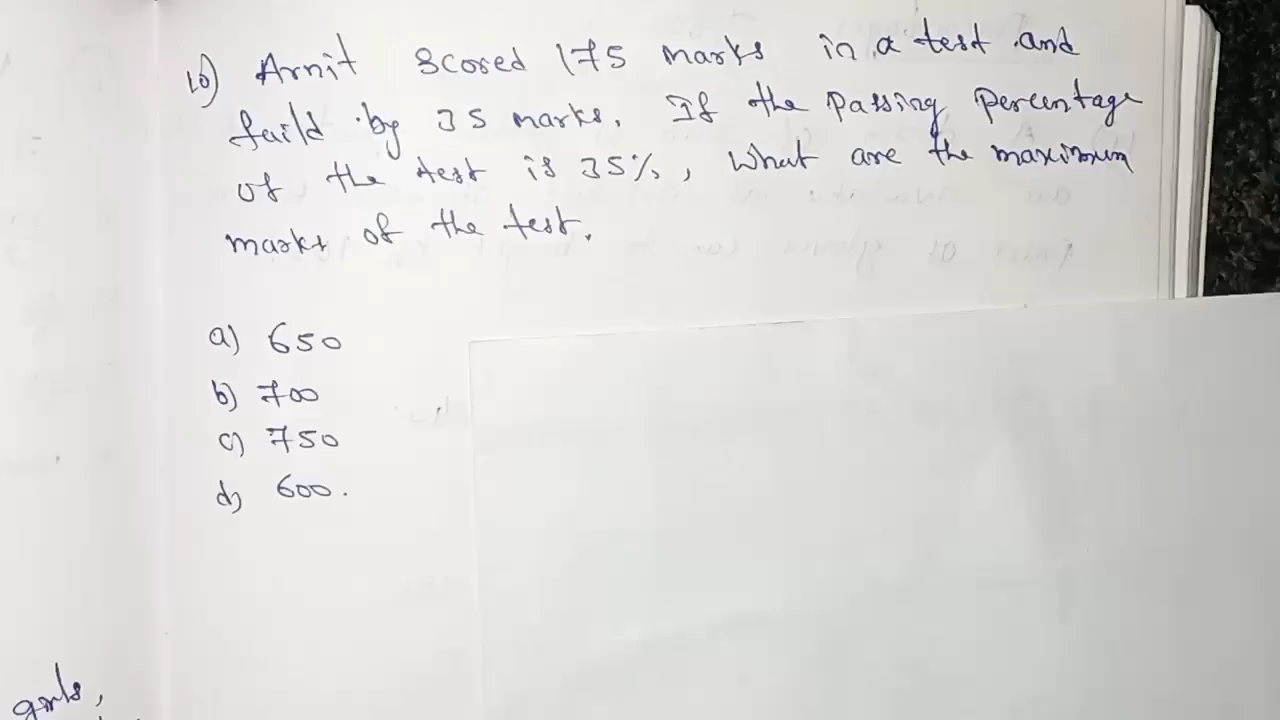 10) Arnit Scored 175 marks in a test and
faild by 35 marks. If the passing percentage
of the test is 35%, what are the maximum
marks of the test.
a) 650
b) 700
c) 750
d) 600.
girls,